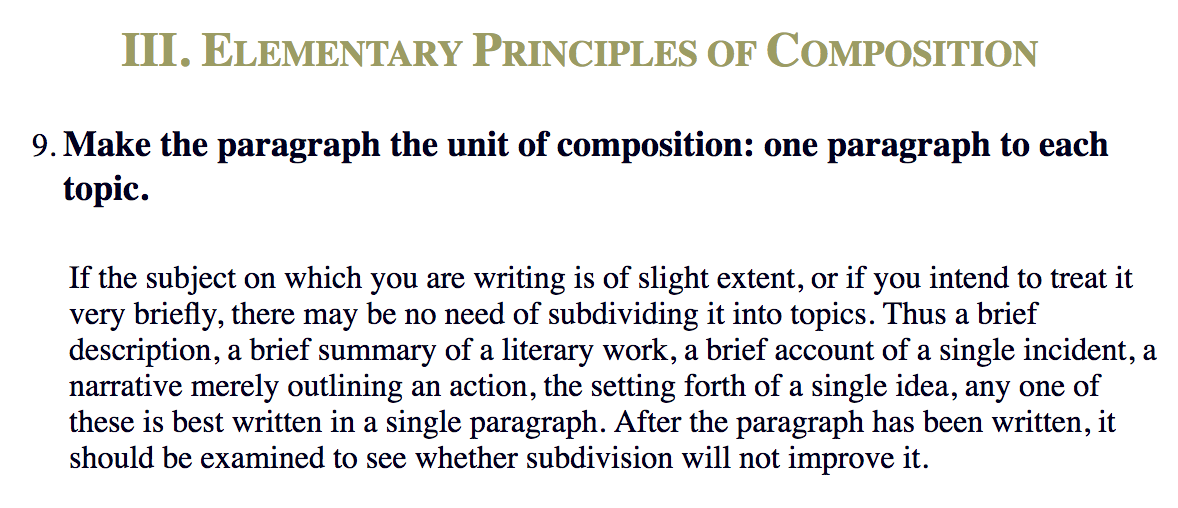 III. ELEMENTARY PRINCIPLES OF COMPOSITION
9. Make the paragraph the unit of composition: one paragraph to each
topic.
If the subject on which you are writing is of slight extent, or if you intend to treat it
very briefly, there may be no need of subdividing it into topics. Thus a brief
description, a brief summary of a literary work, a brief account of a single incident, a
narrative merely outlining an action, the setting forth of a single idea, any one of
these is best written in a single paragraph. After the paragraph has been written, it
should be examined to see whether subdivision will not improve it.